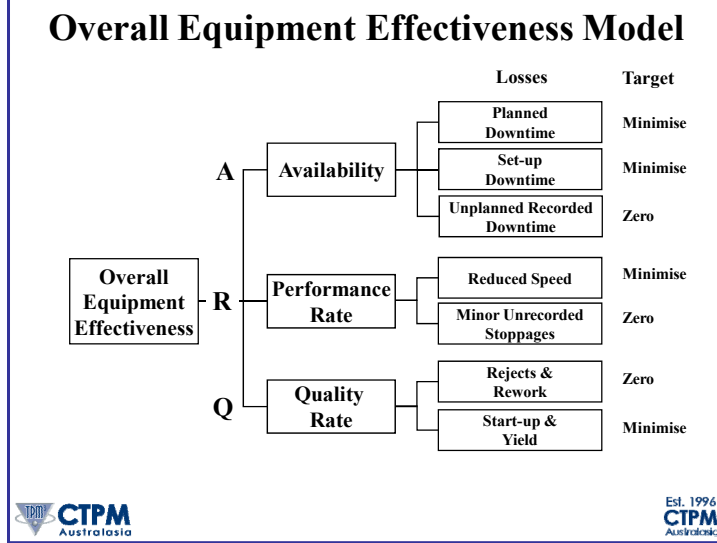 Overall Equipment Effectiveness Model
Losses
Target
Planned
Downtime
Minimise
A
Availability
Set-up
Downtime
Minimise
Unplanned Recorded
Downtime
Zero
Overall
Equipment
Effectiveness
R
Performance
Rate
Reduced Speed
Minimise
Minor Unrecorded
Stoppages
Zero
Q
Quality
Rate
Rejects &
Rework
Zero
Start-up &
Yield
Minimise
TPM³
CTPM
Australasia
Est. 1996
CTPM
Australasia